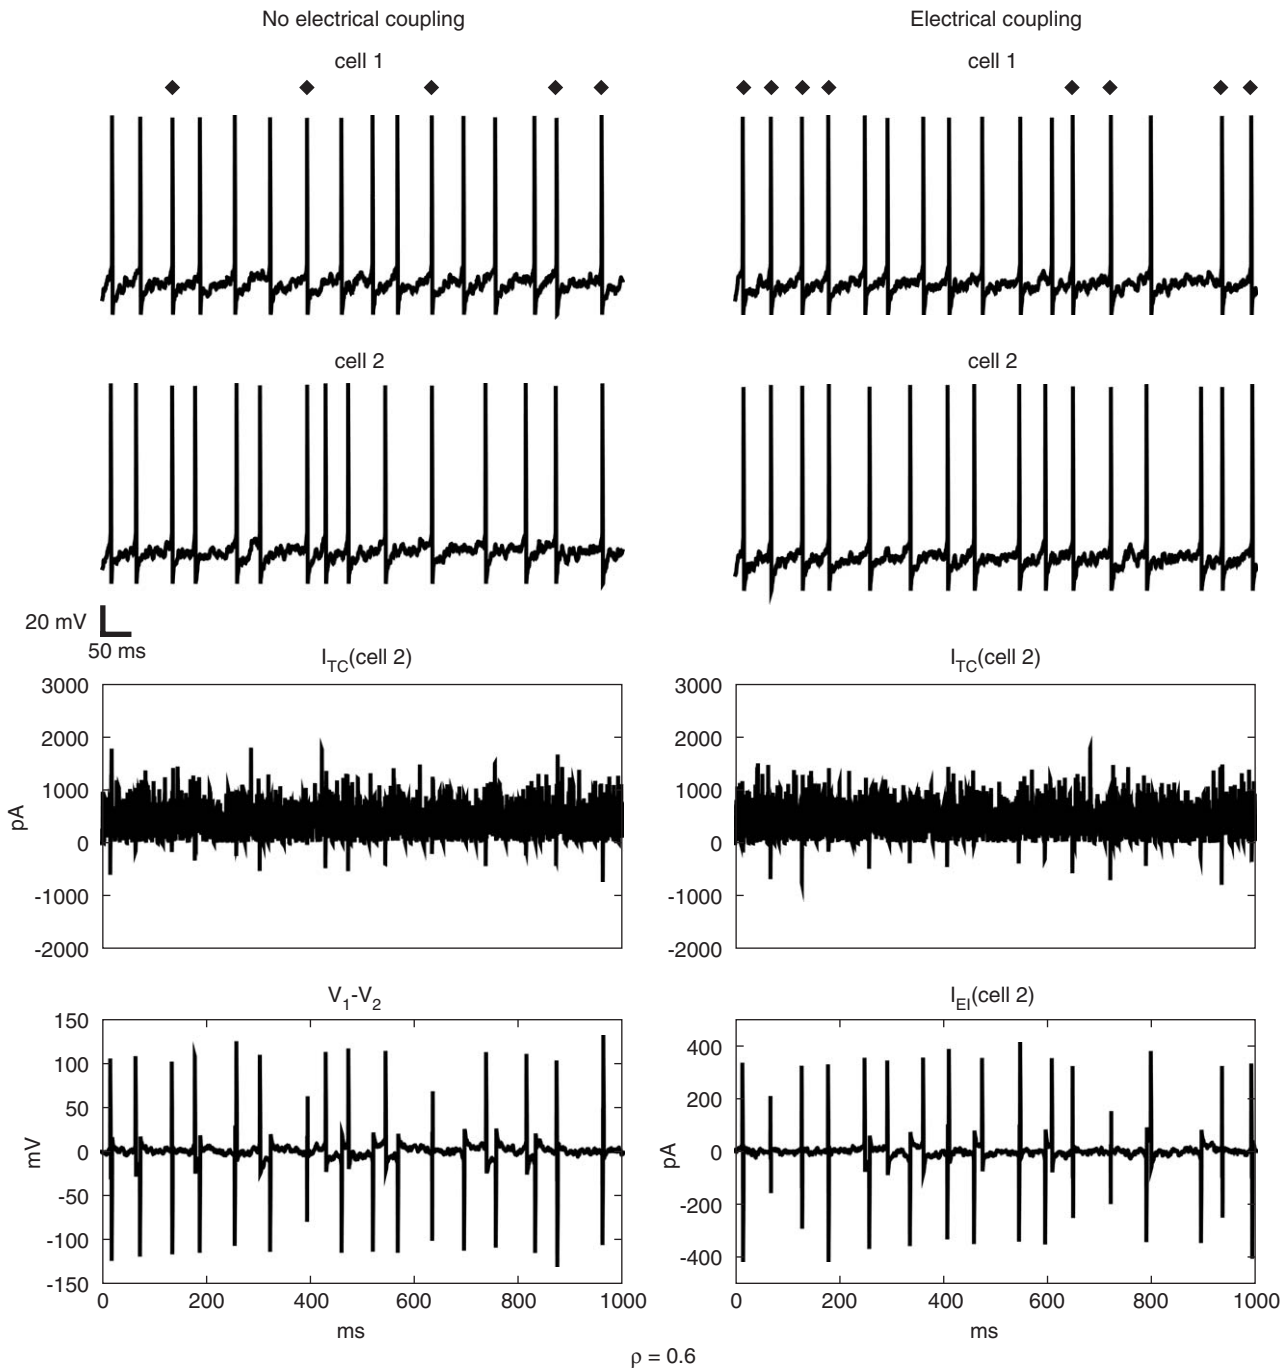 No electrical coupling
Electrical coupling
cell 1
cell 1
cell 2
cell 2
20 mV
50 ms
I_TC(cell 2)
I_TC(cell 2)
3000
2000
1000
0
-1000
-2000
pA
3000
2000
1000
0
-1000
-2000
V_1-V_2
I_EI(cell 2)
150
100
50
0
-50
-100
-150
mV
0 200 400 600 800 1000
ms
400
200
0
-200
-400
pA
0 200 400 600 800 1000
ms
ρ = 0.6